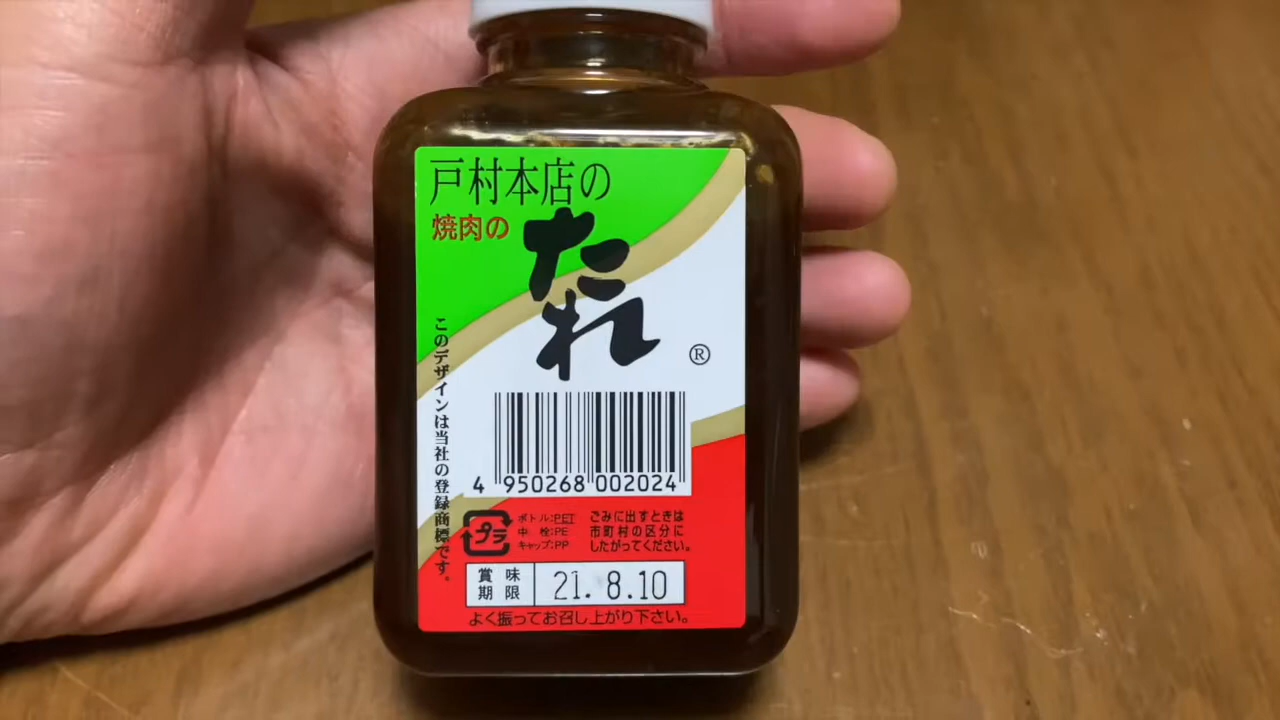 戸村本店の
焼肉の
たれ
®
このデザインは当社の登録商標です。
4 950268 002024
プラ
ボトル:PET
中 栓:PE
キャップ:PP
ごみに出すときは
市町村の区分に
したがってください。
賞味期限 21. 8.10
よく振ってお召し上がり下さい。